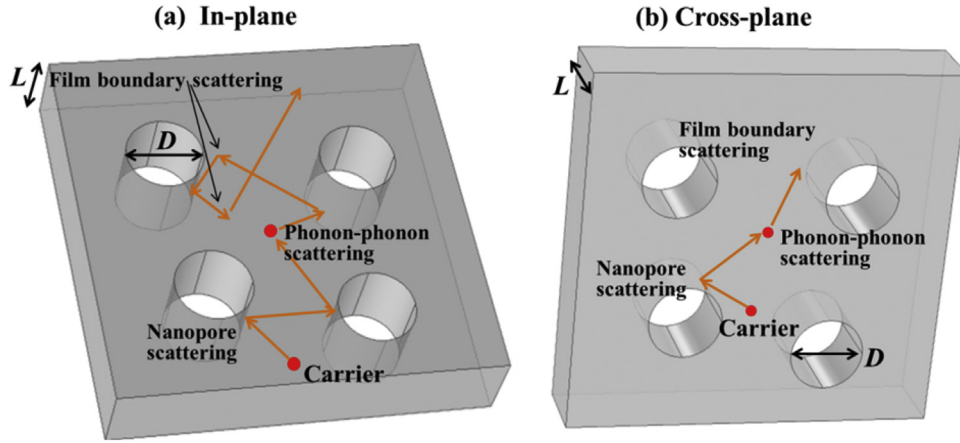 (a) In-plane
L
Film boundary scattering
D
Phonon-phonon
scattering
Nanopore
scattering
Carrier
(b) Cross-plane
L
Film boundary
scattering
Phonon-phonon
scattering
Nanopore
scattering
Carrier
D